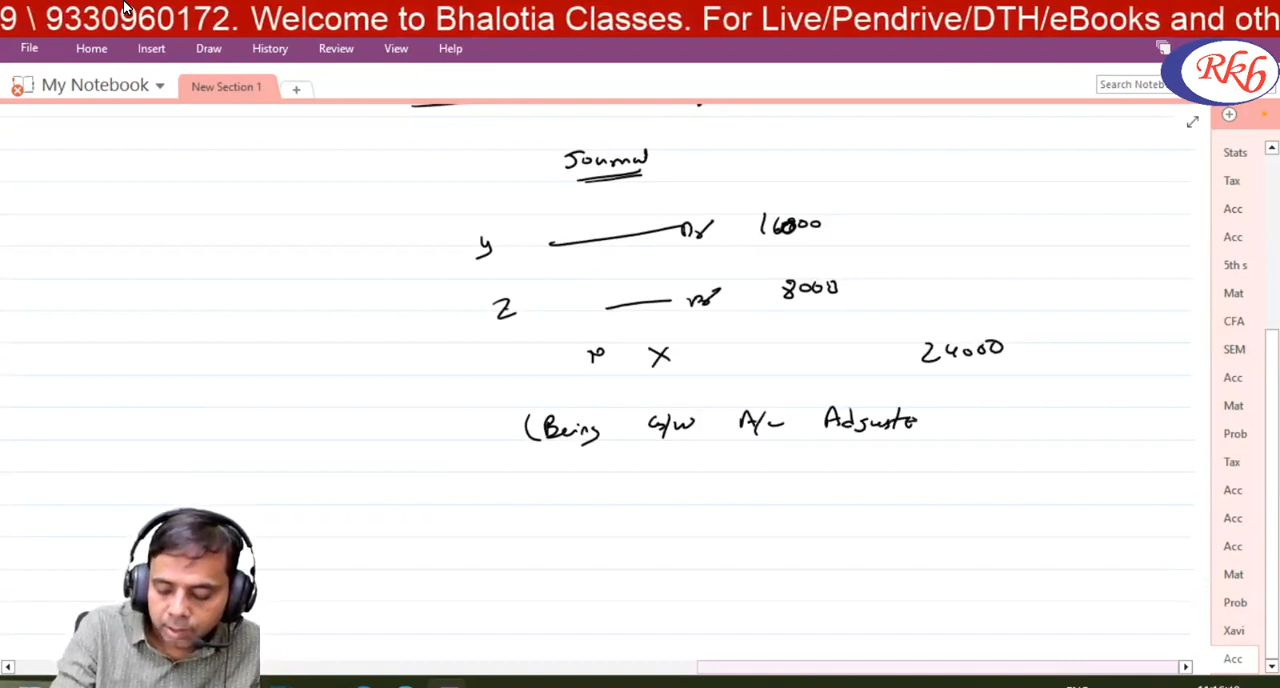 9 \ 9330960172. Welcome to Bhalotia Classes. For Live/Pendrive/DTH/eBooks and oth
File Home Insert Draw History Review View Help
Rkb
My Notebook New Section 1 Search Noteb
Journal
Stats
Tax
Acc
y Dr 16000
Acc
5th s
Z Dr 8000
Mat
CFA
To X 24000
SEM
Acc
(Being G/W A/c Adjuste
Mat
Prob
Tax
Acc
Acc
Acc
Mat
Prob
Xavi
Acc